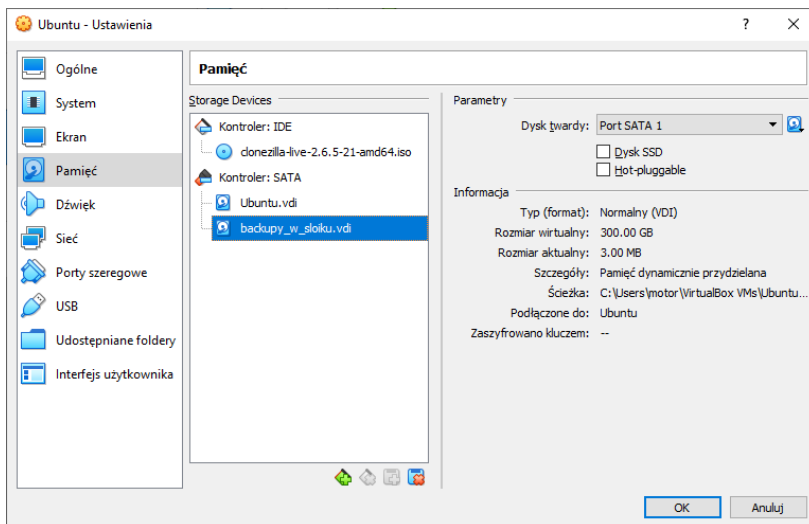 Ubuntu - Ustawienia
?
Ogólne
System
Ekran
Pamięć
Dźwięk
Sieć
Porty szeregowe
USB
Udostępniane foldery
Interfejs użytkownika
Pamięć
Storage Devices
Kontroler: IDE
clonezilla-live-2.6.5-21-amd64.iso
Kontroler: SATA
Ubuntu.vdi
backupy_w_sloiku.vdi
Parametry
Dysk twardy: Port SATA 1
Dysk SSD
Hot-pluggable
Informacja
Typ (format): Normalny (VDI)
Rozmiar wirtualny: 300.00 GB
Rozmiar aktualny: 3.00 MB
Szczegóły: Pamięć dynamicznie przydzielana
Ścieżka: C:\Users\motor\VirtualBox VMs\Ubuntu...
Podłączone do: Ubuntu
Zaszyfrowano kluczem: --
OK
Anuluj